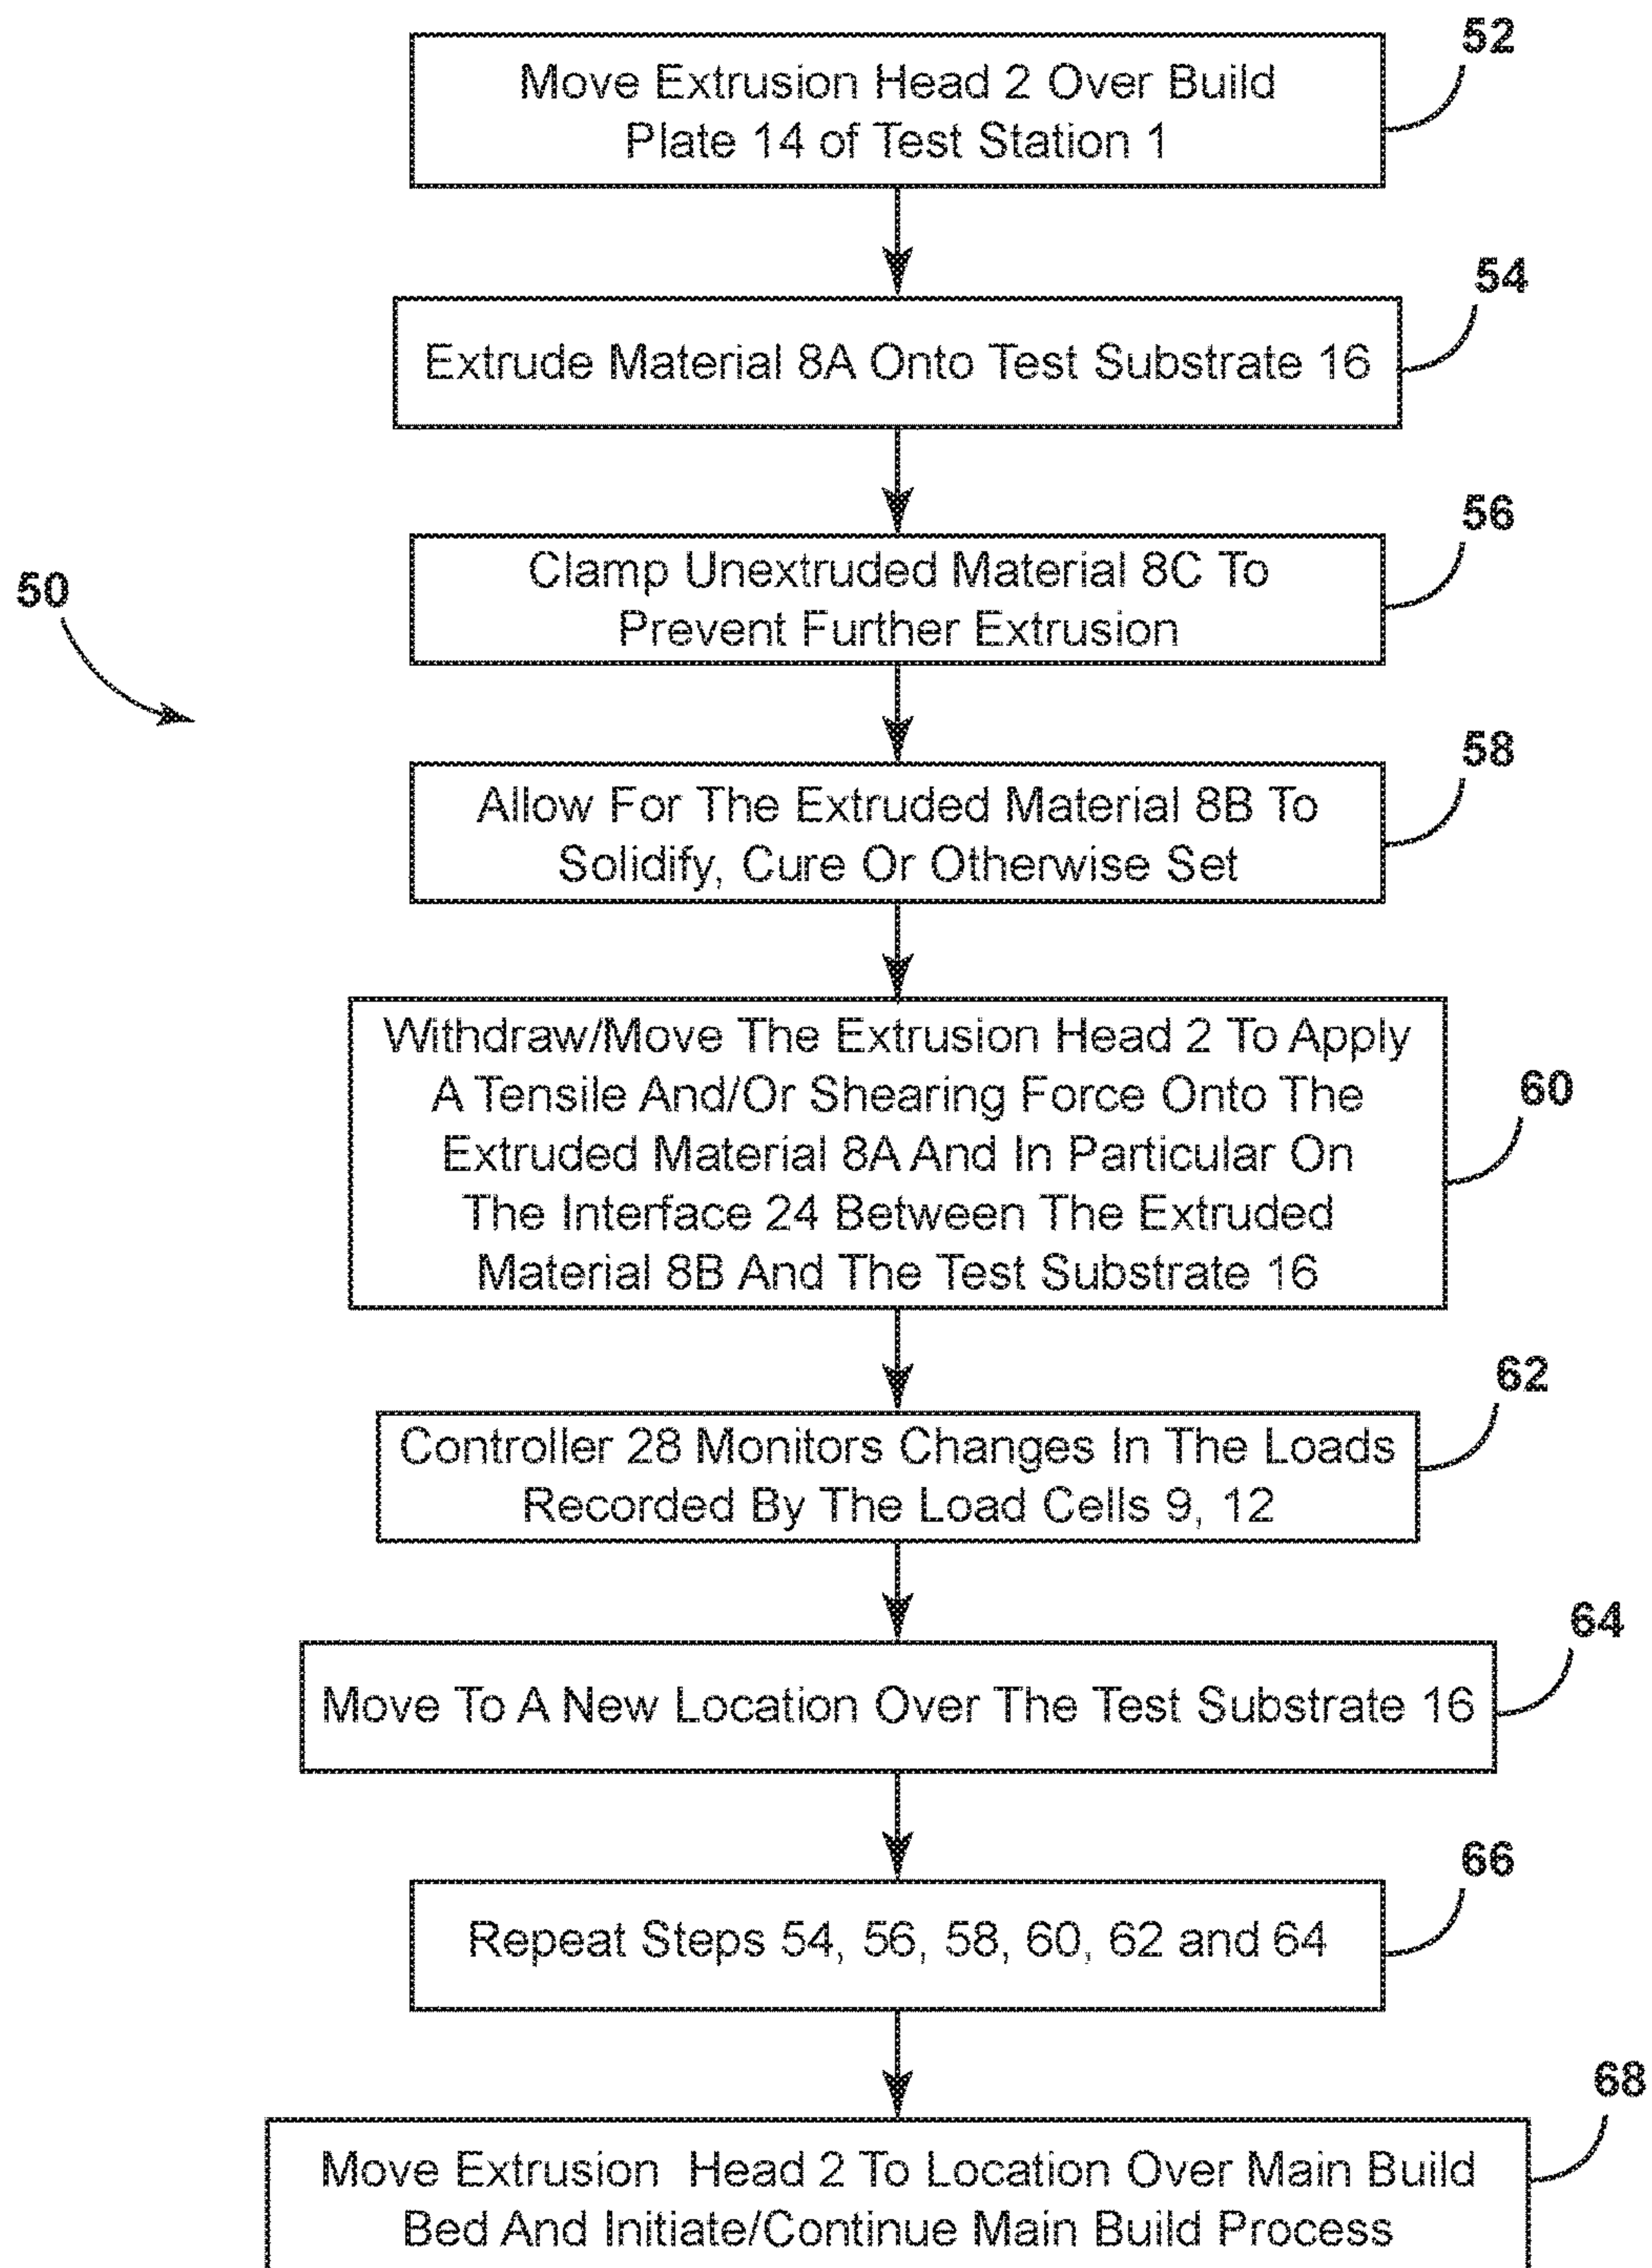 52
Move Extrusion Head 2 Over Build
Plate 14 of Test Station 1
54
Extrude Material 8A Onto Test Substrate 16
56
Clamp Unextruded Material 8C To
Prevent Further Extrusion
50
58
Allow For The Extruded Material 8B To
Solidify, Cure Or Otherwise Set
60
Withdraw/Move The Extrusion Head 2 To Apply
A Tensile And/Or Shearing Force Onto The
Extruded Material 8A And In Particular On
The Interface 24 Between The Extruded
Material 8B And The Test Substrate 16
62
Controller 28 Monitors Changes In The Loads
Recorded By The Load Cells 9, 12
64
Move To A New Location Over The Test Substrate 16
66
Repeat Steps 54, 56, 58, 60, 62 and 64
68
Move Extrusion Head 2 To Location Over Main Build
Bed And Initiate/Continue Main Build Process